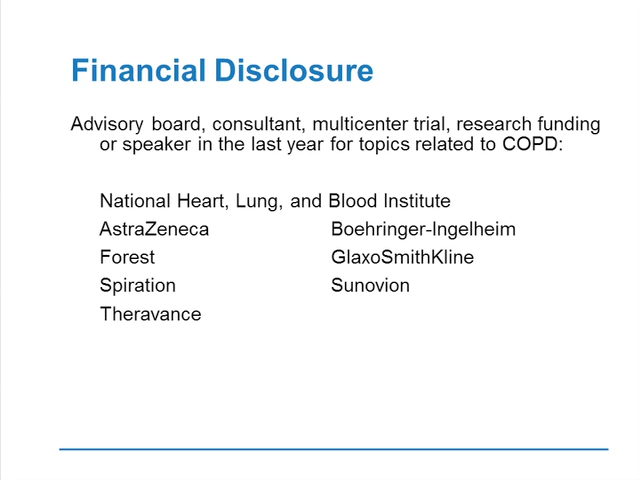 Financial Disclosure
Advisory board, consultant, multicenter trial, research funding
or speaker in the last year for topics related to COPD:
National Heart, Lung, and Blood Institute
AstraZeneca Boehringer-Ingelheim
Forest GlaxoSmithKline
Spiration Sunovion
Theravance